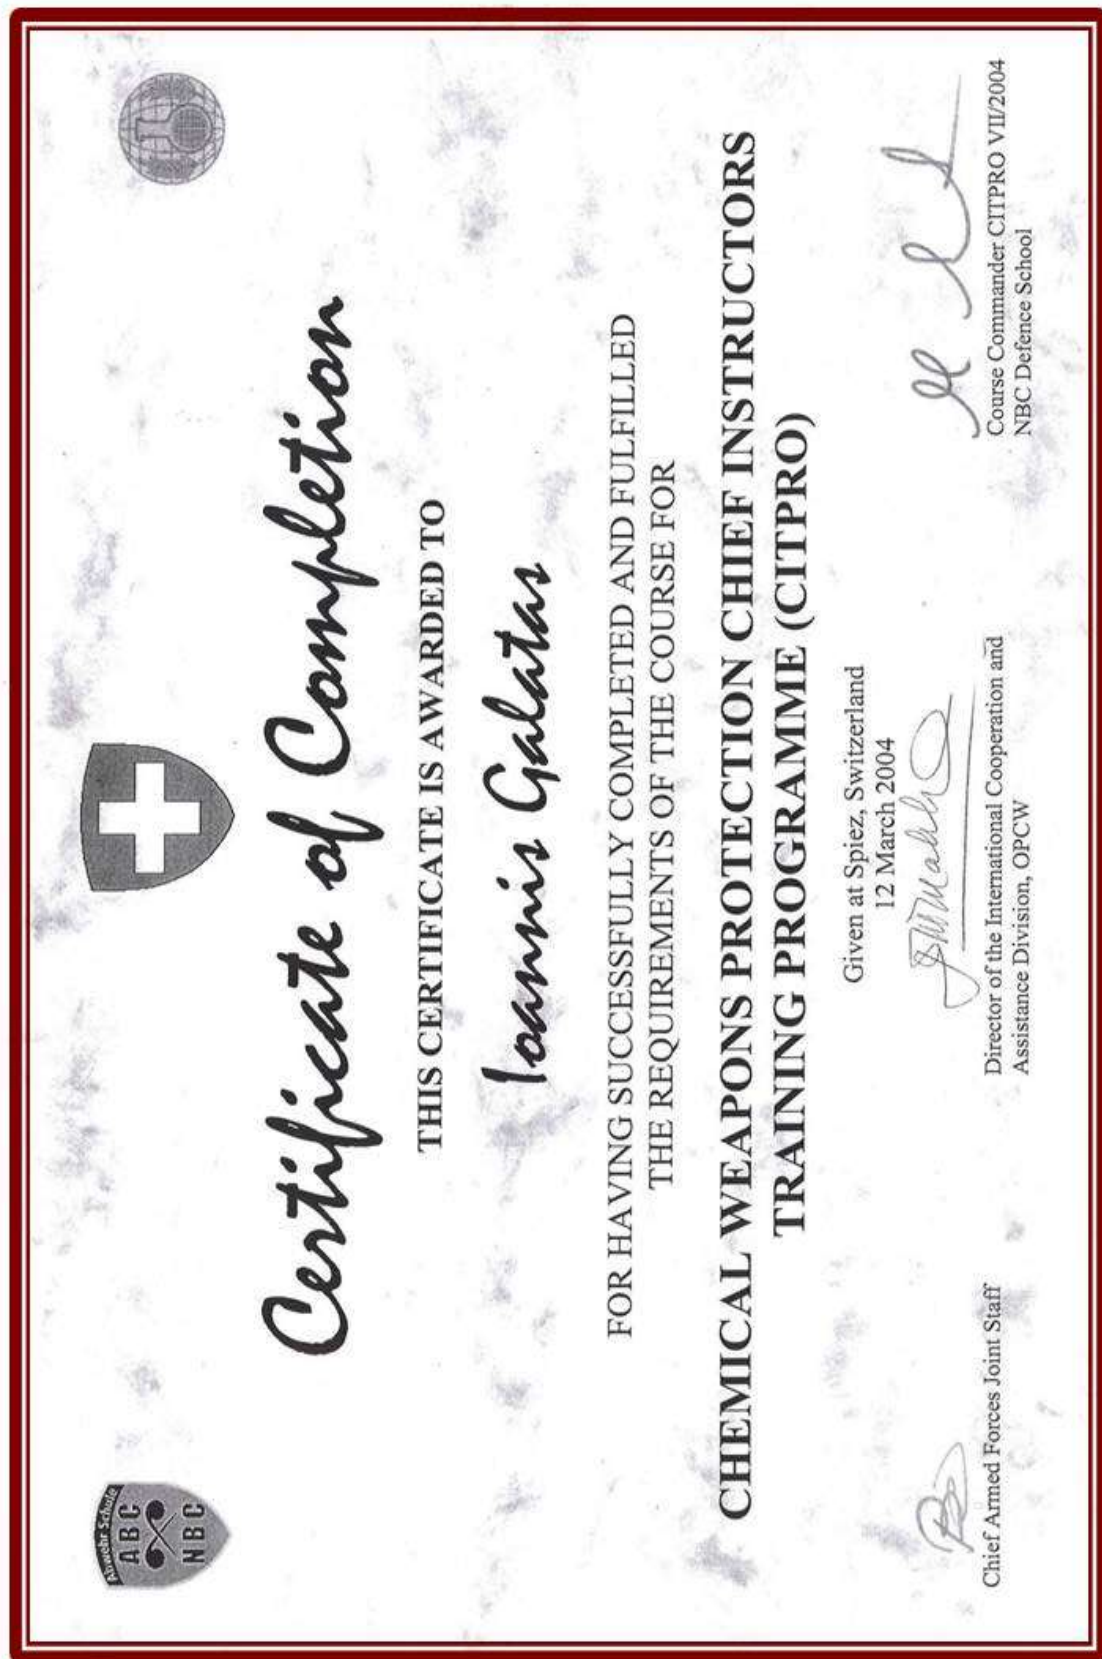 Abwehr Schule
ABC
NBC
Certificate of Completion
THIS CERTIFICATE IS AWARDED TO
Ioannis Galatas
FOR HAVING SUCCESSFULLY COMPLETED AND FULFILLED
THE REQUIREMENTS OF THE COURSE FOR
CHEMICAL WEAPONS PROTECTION CHIEF INSTRUCTORS
TRAINING PROGRAMME (CITPRO)
Given at Spiez, Switzerland
12 March 2004
Chief Armed Forces Joint Staff
Director of the International Cooperation and
Assistance Division, OPCW
Course Commander CITPRO VII/2004
NBC Defence School